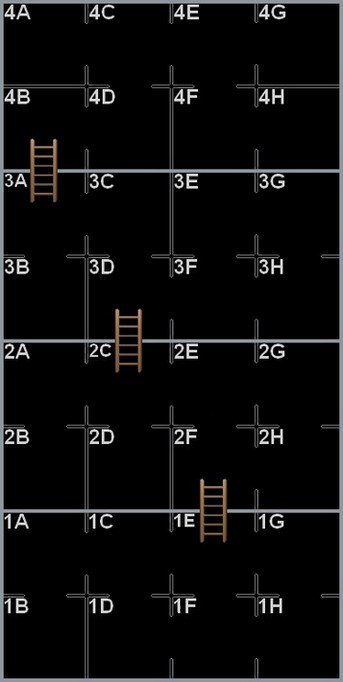 4A 4C 4E 4G
4B 4D 4F 4H
3A 3C 3E 3G
3B 3D 3F 3H
2A 2C 2E 2G
2B 2D 2F 2H
1A 1C 1E 1G
1B 1D 1F 1H